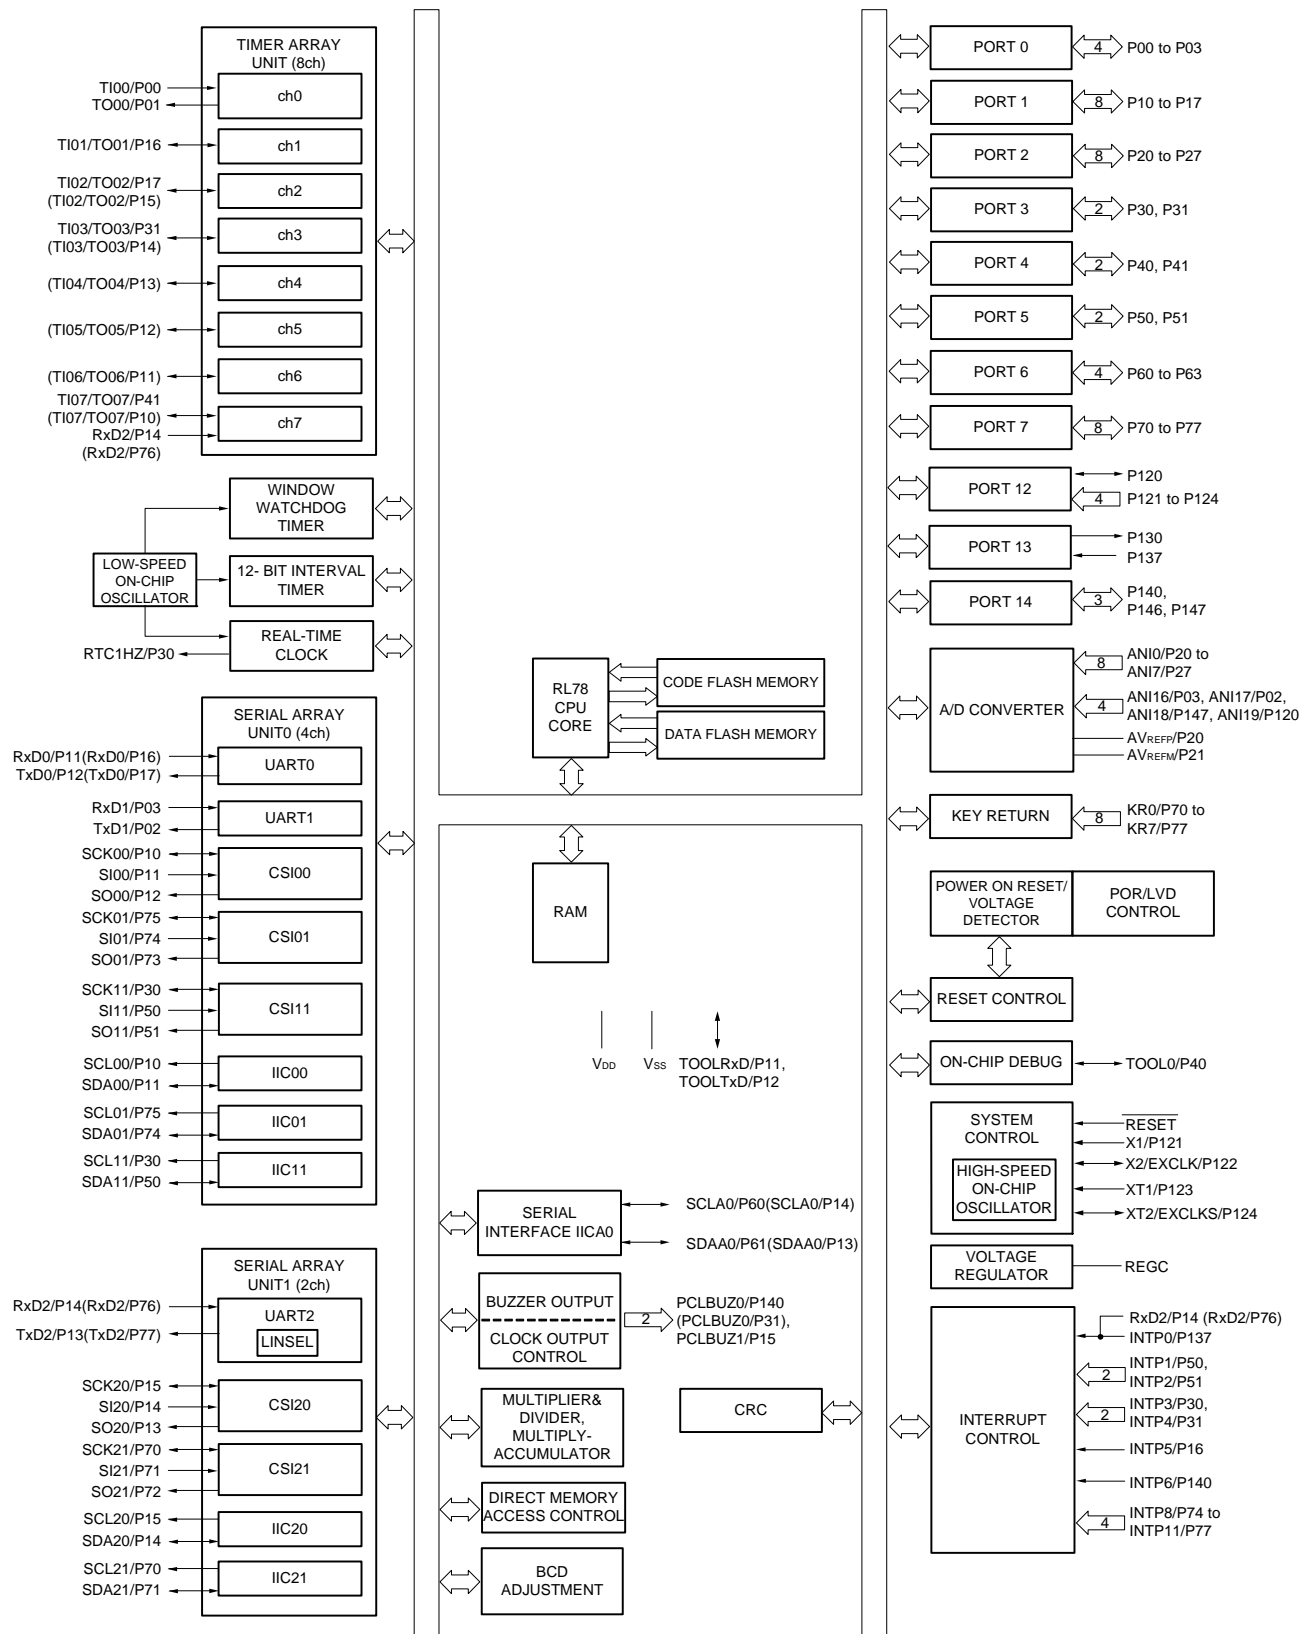 TIMER ARRAY
UNIT (8ch)
TI00/P00
TO00/P01
ch0
TI01/TO01/P16
ch1
TI02/TO02/P17
(TI02/TO02/P15)
ch2
TI03/TO03/P31
(TI03/TO03/P14)
ch3
(TI04/TO04/P13)
ch4
(TI05/TO05/P12)
ch5
(TI06/TO06/P11)
ch6
TI07/TO07/P41
(TI07/TO07/P10)
RxD2/P14
(RxD2/P76)
ch7
WINDOW
WATCHDOG
TIMER
LOW-SPEED
ON-CHIP
OSCILLATOR
12- BIT INTERVAL
TIMER
REAL-TIME
CLOCK
RTC1HZ/P30
SERIAL ARRAY
UNIT0 (4ch)
RxD0/P11(RxD0/P16)
TxD0/P12(TxD0/P17)
UART0
RxD1/P03
TxD1/P02
UART1
SCK00/P10
SI00/P11
SO00/P12
CSI00
SCK01/P75
SI01/P74
SO01/P73
CSI01
SCK11/P30
SI11/P50
SO11/P51
CSI11
SCL00/P10
SDA00/P11
IIC00
SCL01/P75
SDA01/P74
IIC01
SCL11/P30
SDA11/P50
IIC11
SERIAL ARRAY
UNIT1 (2ch)
RxD2/P14(RxD2/P76)
TxD2/P13(TxD2/P77)
UART2
LINSEL
SCK20/P15
SI20/P14
SO20/P13
CSI20
SCK21/P70
SI21/P71
SO21/P72
CSI21
SCL20/P15
SDA20/P14
IIC20
SCL21/P70
SDA21/P71
IIC21
RL78
CPU
CORE
CODE FLASH MEMORY
DATA FLASH MEMORY
RAM
VDD
VSS
TOOLRxD/P11,
TOOLTxD/P12
SERIAL
INTERFACE IICA0
SCLA0/P60(SCLA0/P14)
SDAA0/P61(SDAA0/P13)
BUZZER OUTPUT
CLOCK OUTPUT
CONTROL
2
PCLBUZ0/P140
(PCLBUZ0/P31),
PCLBUZ1/P15
MULTIPLIER&
DIVIDER,
MULTIPLY-
ACCUMULATOR
CRC
DIRECT MEMORY
ACCESS CONTROL
BCD
ADJUSTMENT
PORT 0
4
P00 to P03
PORT 1
8
P10 to P17
PORT 2
8
P20 to P27
PORT 3
2
P30, P31
PORT 4
2
P40, P41
PORT 5
2
P50, P51
PORT 6
4
P60 to P63
PORT 7
8
P70 to P77
PORT 12
P120
4
P121 to P124
PORT 13
P130
P137
PORT 14
3
P140,
P146, P147
A/D CONVERTER
8
ANI0/P20 to
ANI7/P27
4
ANI16/P03, ANI17/P02,
ANI18/P147, ANI19/P120
AVREFP/P20
AVREFM/P21
KEY RETURN
8
KR0/P70 to
KR7/P77
POWER ON RESET/
VOLTAGE
DETECTOR
POR/LVD
CONTROL
RESET CONTROL
ON-CHIP DEBUG
TOOL0/P40
SYSTEM
CONTROL
HIGH-SPEED
ON-CHIP
OSCILLATOR
RESET
X1/P121
X2/EXCLK/P122
XT1/P123
XT2/EXCLKS/P124
VOLTAGE
REGULATOR
REGC
INTERRUPT
CONTROL
RxD2/P14 (RxD2/P76)
INTP0/P137
2
INTP1/P50,
INTP2/P51
2
INTP3/P30,
INTP4/P31
INTP5/P16
INTP6/P140
4
INTP8/P74 to
INTP11/P77